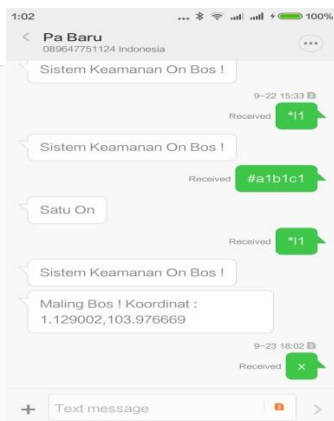 1:02 ... 100%
Pa Baru
089647751124 Indonesia
Sistem Keamanan On Bos !
9-22 15:33
Received *l1
Sistem Keamanan On Bos !
Received #a1b1c1
Satu On
Received *l1
Sistem Keamanan On Bos !
Maling Bos ! Koordinat :
1.129002,103.976669
9-23 18:02
Received x
+ Text message 2 >